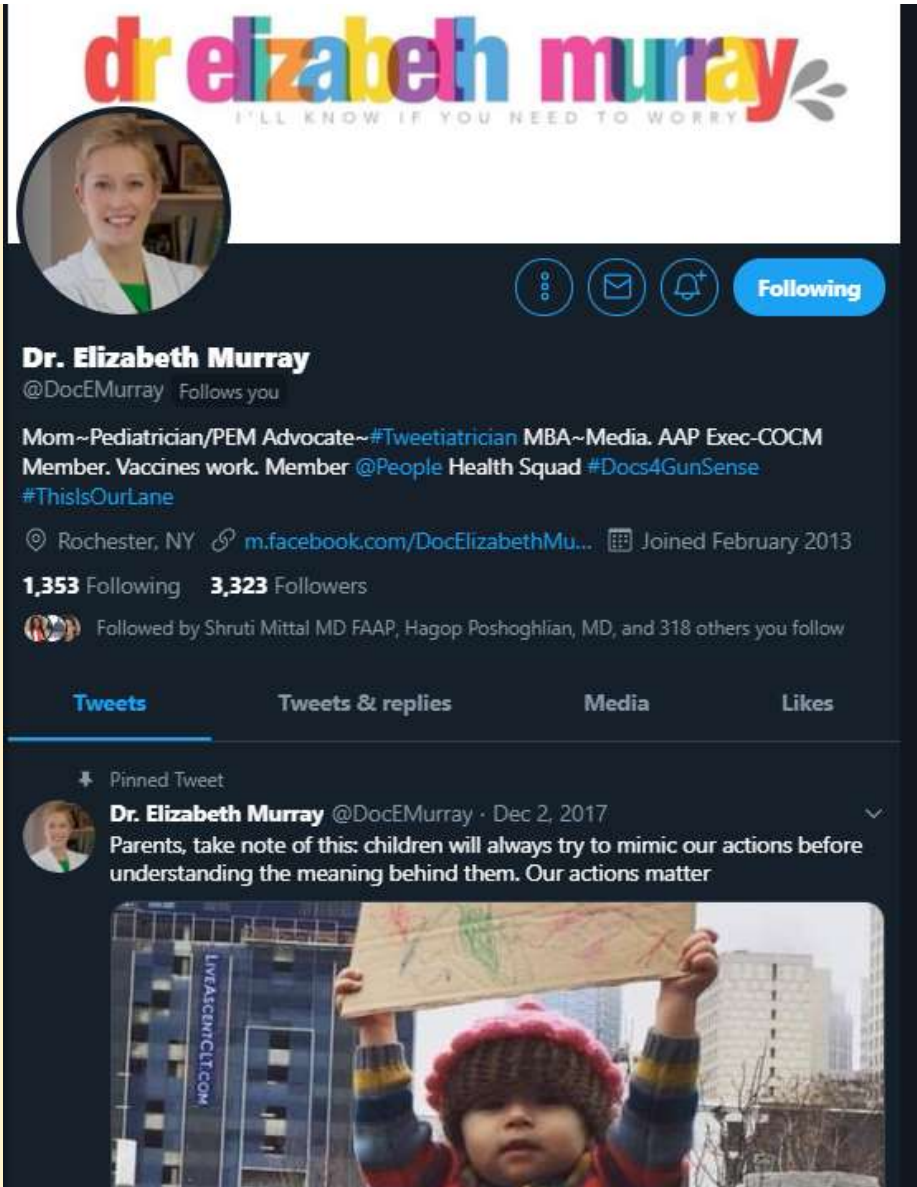 dr elizabeth murray
I'LL KNOW IF YOU NEED TO WORRY
Following
Dr. Elizabeth Murray
@DocEMurray Follows you
Mom~Pediatrician/PEM Advocate~#Tweetiatrician MBA~Media. AAP Exec-COCM
Member. Vaccines work. Member @People Health Squad #Docs4GunSense
#ThisIsOurLane
Rochester, NY m.facebook.com/DocElizabethMu... Joined February 2013
1,353 Following 3,323 Followers
Followed by Shruti Mittal MD FAAP, Hagop Poshoghlian, MD, and 318 others you follow
Tweets Tweets & replies Media Likes
Pinned Tweet
Dr. Elizabeth Murray @DocEMurray · Dec 2, 2017
Parents, take note of this: children will always try to mimic our actions before
understanding the meaning behind them. Our actions matter
LIVEASCENTCLT.COM